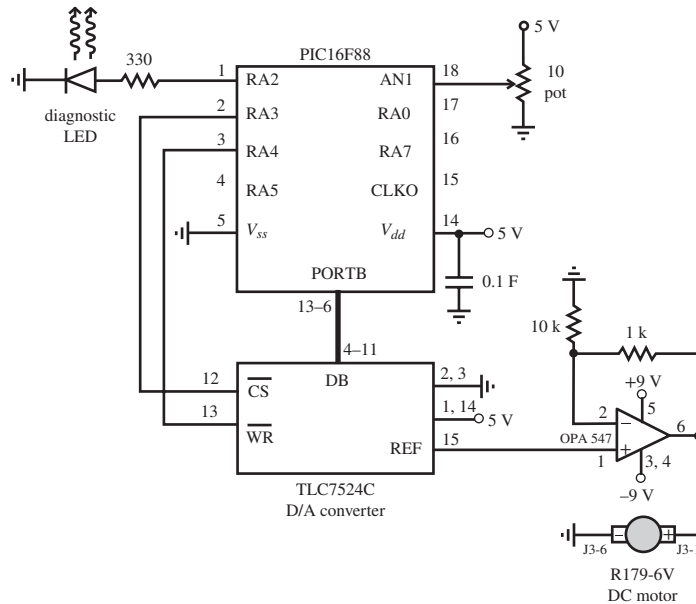 5 V
PIC16F88
330
1
RA2
AN1
18
10
pot
diagnostic
LED
2
RA3
RA0
17
3
RA4
RA7
16
4
RA5
CLKO
15
5
Vss
Vdd
14
5 V
PORTB
0.1 F
13–6
4–11
10 k
1 k
12
CS
DB
2, 3
+9 V
13
WR
1, 14
5 V
2
−
5
6
OPA 547
REF
15
1
+
3, 4
TLC7524C
D/A converter
–9 V
−
+
J3-6
J3-1
R179-6V
DC motor